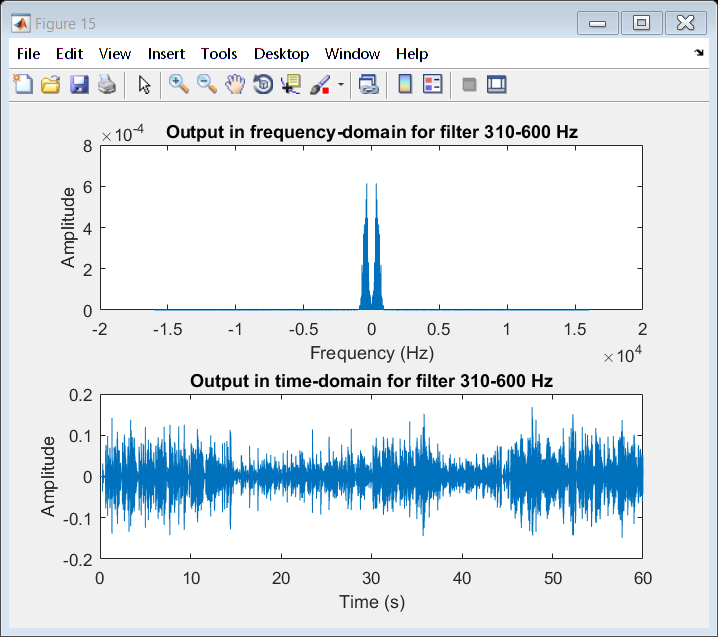 Figure 15
File Edit View Insert Tools Desktop Window Help
×10^-4
Output in frequency-domain for filter 310-600 Hz
8
6
4
2
0
Amplitude
-2 -1.5 -1 -0.5 0 0.5 1 1.5 2
Frequency (Hz)
×10^4
Output in time-domain for filter 310-600 Hz
0.2
0.1
0
-0.1
-0.2
Amplitude
0 10 20 30 40 50 60
Time (s)